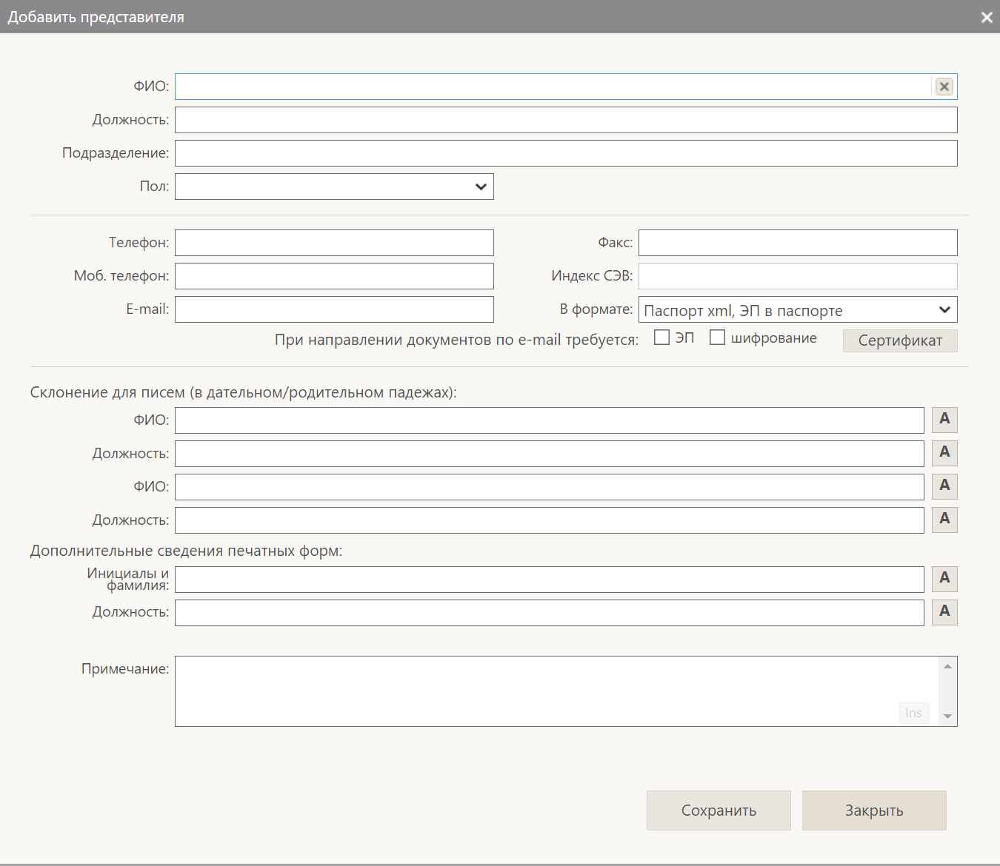 Добавить представителя
ФИО:
Должность:
Подразделение:
Пол:
Телефон:
Факс:
Моб. телефон:
Индекс СЭВ:
E-mail:
В формате: Паспорт xml, ЭП в паспорте
При направлении документов по e-mail требуется: ЭП шифрование Сертификат
Склонение для писем (в дательном/родительном падежах):
ФИО: А
Должность: А
ФИО: А
Должность: А
Дополнительные сведения печатных форм:
Инициалы и
фамилия: А
Должность: А
Примечание:
Ins
Сохранить Закрыть